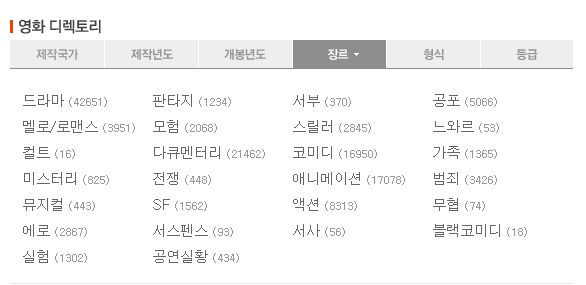 영화 디렉토리
제작국가 제작년도 개봉년도 장르 형식 등급
드라마 (42651) 판타지 (1234) 서부 (370) 공포 (5066)
멜로/로맨스 (3951) 모험 (2068) 스릴러 (2845) 느와르 (53)
컬트 (16) 다큐멘터리 (21462) 코미디 (16950) 가족 (1365)
미스터리 (825) 전쟁 (448) 애니메이션 (17078) 범죄 (3426)
뮤지컬 (443) SF (1562) 액션 (8313) 무협 (74)
에로 (2867) 서스펜스 (93) 서사 (56) 블랙코미디 (18)
실험 (1302) 공연실황 (434)